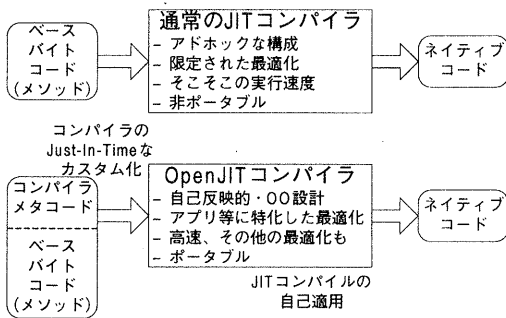 ベース
バイト
コード
(メソッド)
通常のJITコンパイラ
- アドホックな構成
- 限定された最適化
- そこそこの実行速度
- 非ポータブル
ネイティブ
コード
コンパイラの
Just-In-Timeな
カスタム化
コンパイラ
メタコード
ベース
バイト
コード
(メソッド)
OpenJITコンパイラ
- 自己反映的・OO設計
- アプリ等に特化した最適化
- 高速、その他の最適化も
- ポータブル
ネイティブ
コード
JITコンパイルの
自己適用